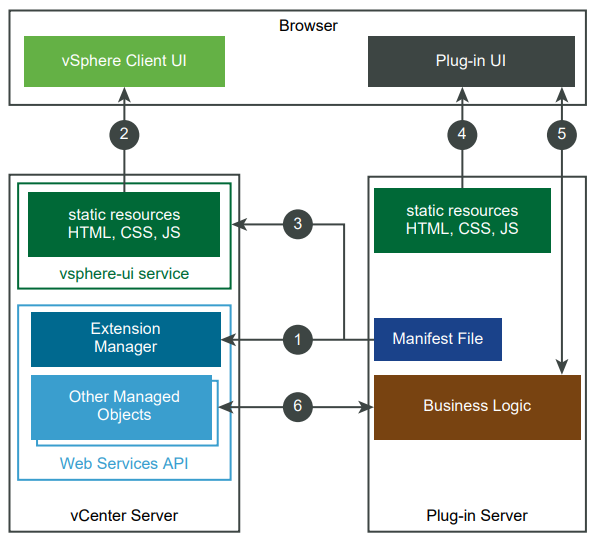 Browser
vSphere Client UI
Plug-in UI
2
4
5
static resources
HTML, CSS, JS
vsphere-ui service
3
static resources
HTML, CSS, JS
Extension
Manager
1
Manifest File
Other Managed
Objects
6
Business Logic
Web Services API
vCenter Server
Plug-in Server